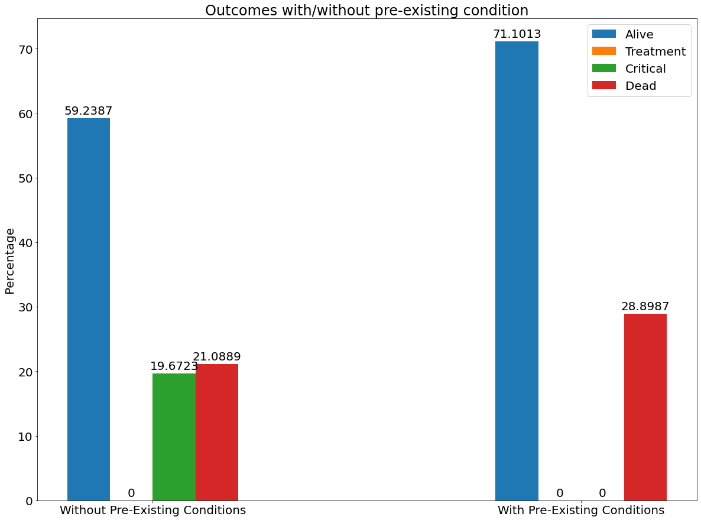 Outcomes with/without pre-existing condition
71.1013
Alive
Treatment
Critical
Dead
70
60
50
40
30
20
10
0
Percentage
59.2387
0
19.6723
21.0889
0
0
28.8987
Without Pre-Existing Conditions
With Pre-Existing Conditions